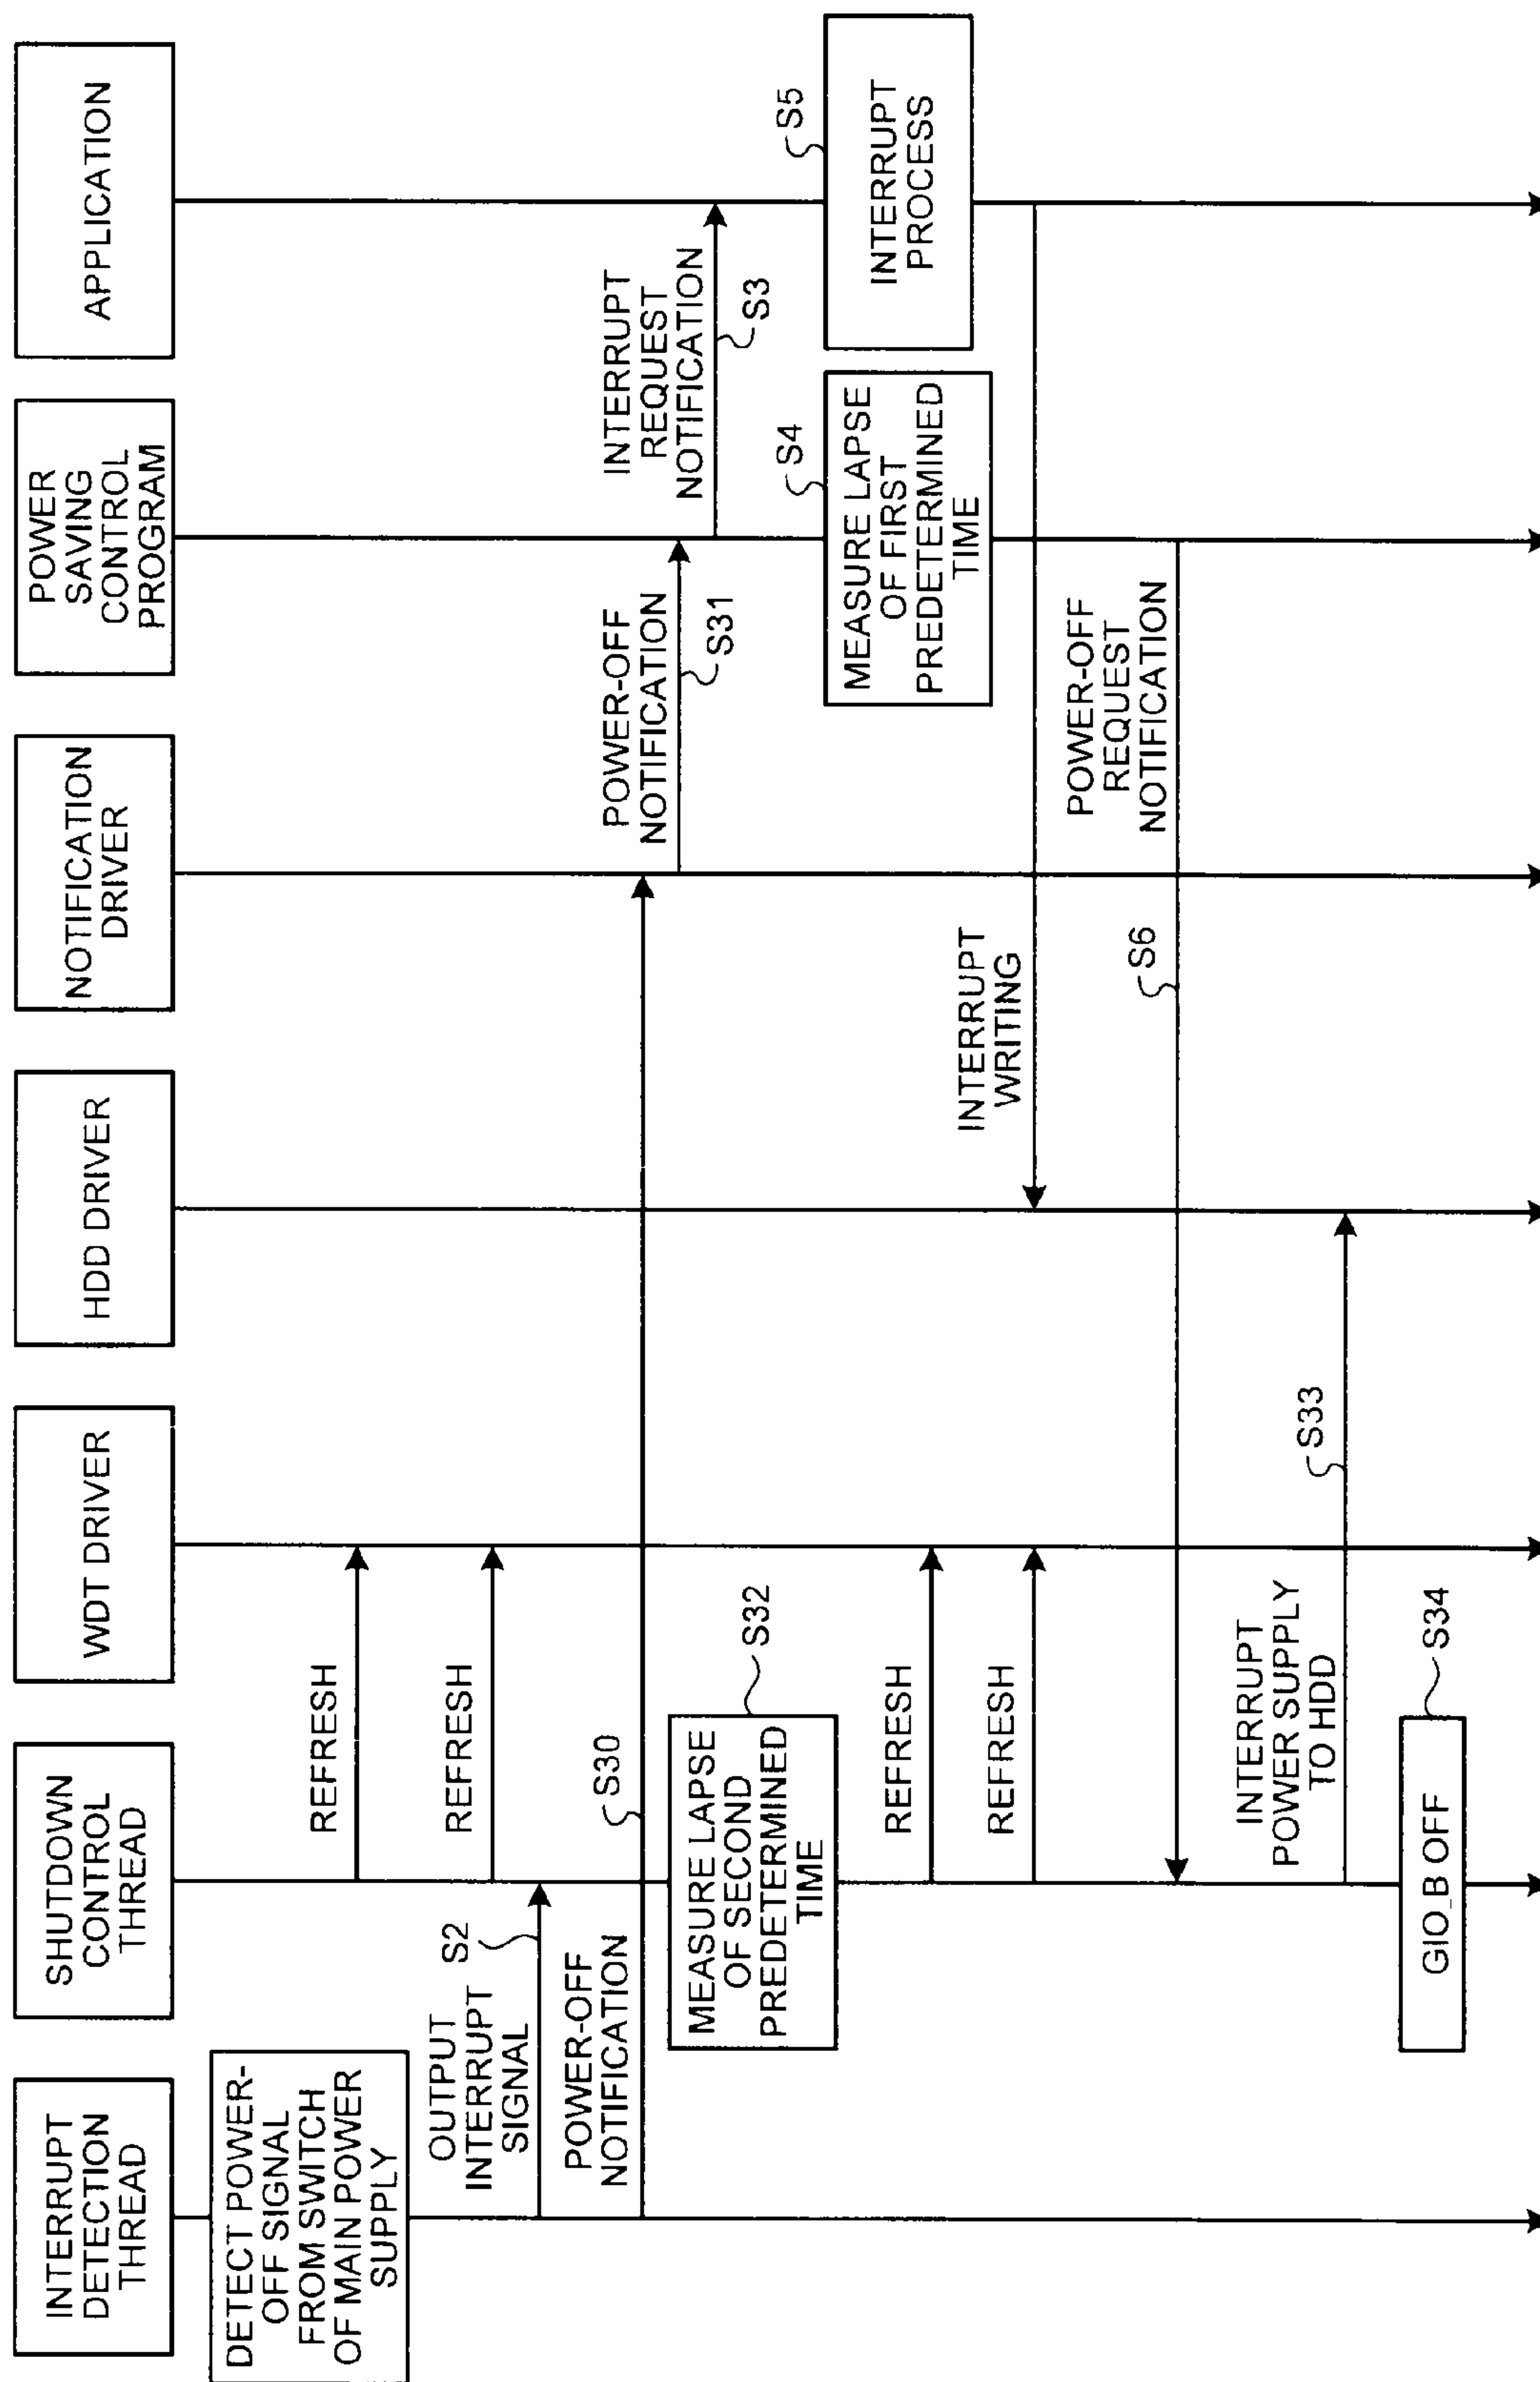 INTERRUPT
DETECTION
THREAD
SHUTDOWN
CONTROL
THREAD
WDT DRIVER
HDD DRIVER
NOTIFICATION
DRIVER
POWER
SAVING
CONTROL
PROGRAM
APPLICATION
DETECT POWER-
OFF SIGNAL
FROM SWITCH
OF MAIN POWER
SUPPLY
REFRESH
REFRESH
OUTPUT
INTERRUPT
SIGNAL
S2
POWER-OFF
NOTIFICATION
S30
POWER-OFF
NOTIFICATION
S31
INTERRUPT
REQUEST
NOTIFICATION
S3
MEASURE LAPSE
OF SECOND
PREDETERMINED
TIME
S32
MEASURE LAPSE
OF FIRST
PREDETERMINED
TIME
S4
INTERRUPT
PROCESS
S5
REFRESH
REFRESH
INTERRUPT
WRITING
POWER-OFF
REQUEST
NOTIFICATION
S6
INTERRUPT
POWER SUPPLY
TO HDD
S33
GIO_B OFF
S34